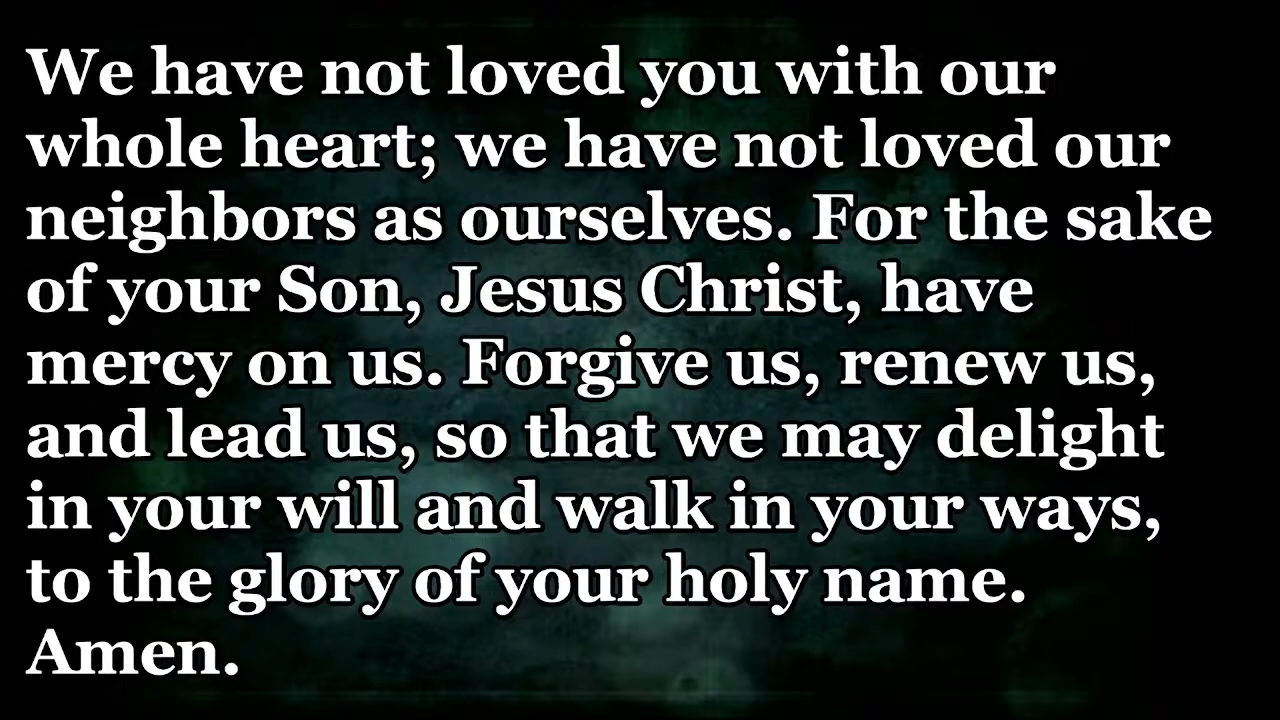 We have not loved you with our
whole heart; we have not loved our
neighbors as ourselves. For the sake
of your Son, Jesus Christ, have
mercy on us. Forgive us, renew us,
and lead us, so that we may delight
in your will and walk in your ways,
to the glory of your holy name.
Amen.